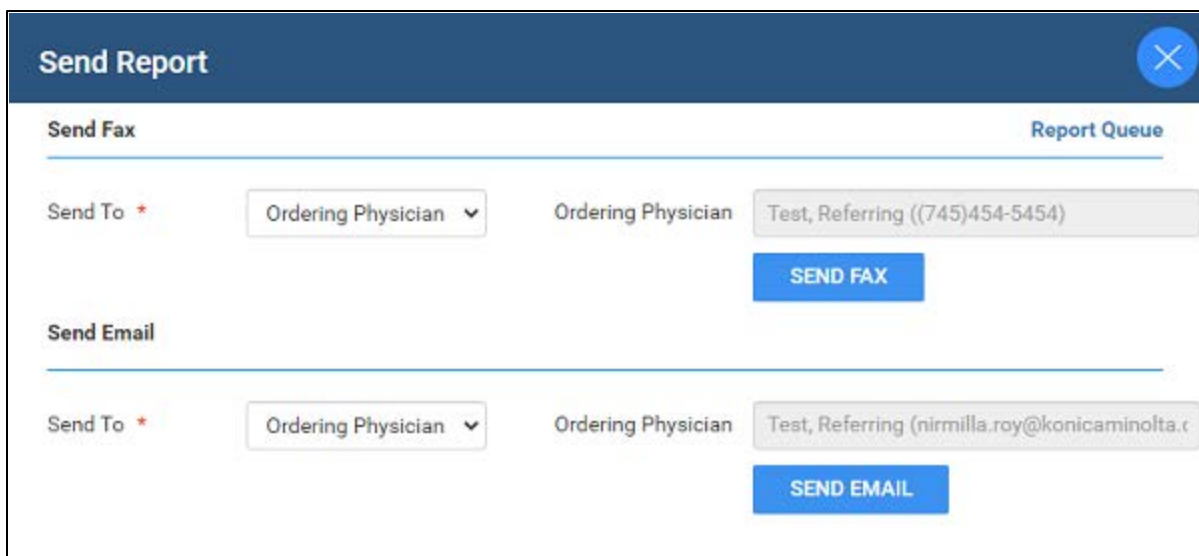 Send Report
Send Fax Report Queue
Send To * Ordering Physician Ordering Physician Test, Referring ((745)454-5454)
SEND FAX
Send Email
Send To * Ordering Physician Ordering Physician Test, Referring (nirmilla.roy@konicaminolta.c
SEND EMAIL